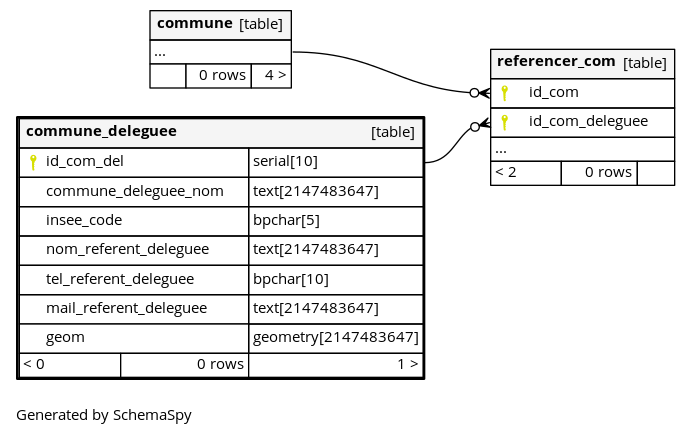 commune [table]
...
0 rows 4 >
referencer_com [table]
id_com
id_com_deleguee
...
< 2 0 rows
commune_deleguee [table]
id_com_del serial[10]
commune_deleguee_nom text[2147483647]
insee_code bpchar[5]
nom_referent_deleguee text[2147483647]
tel_referent_deleguee bpchar[10]
mail_referent_deleguee text[2147483647]
geom geometry[2147483647]
< 0 0 rows 1 >
Generated by SchemaSpy